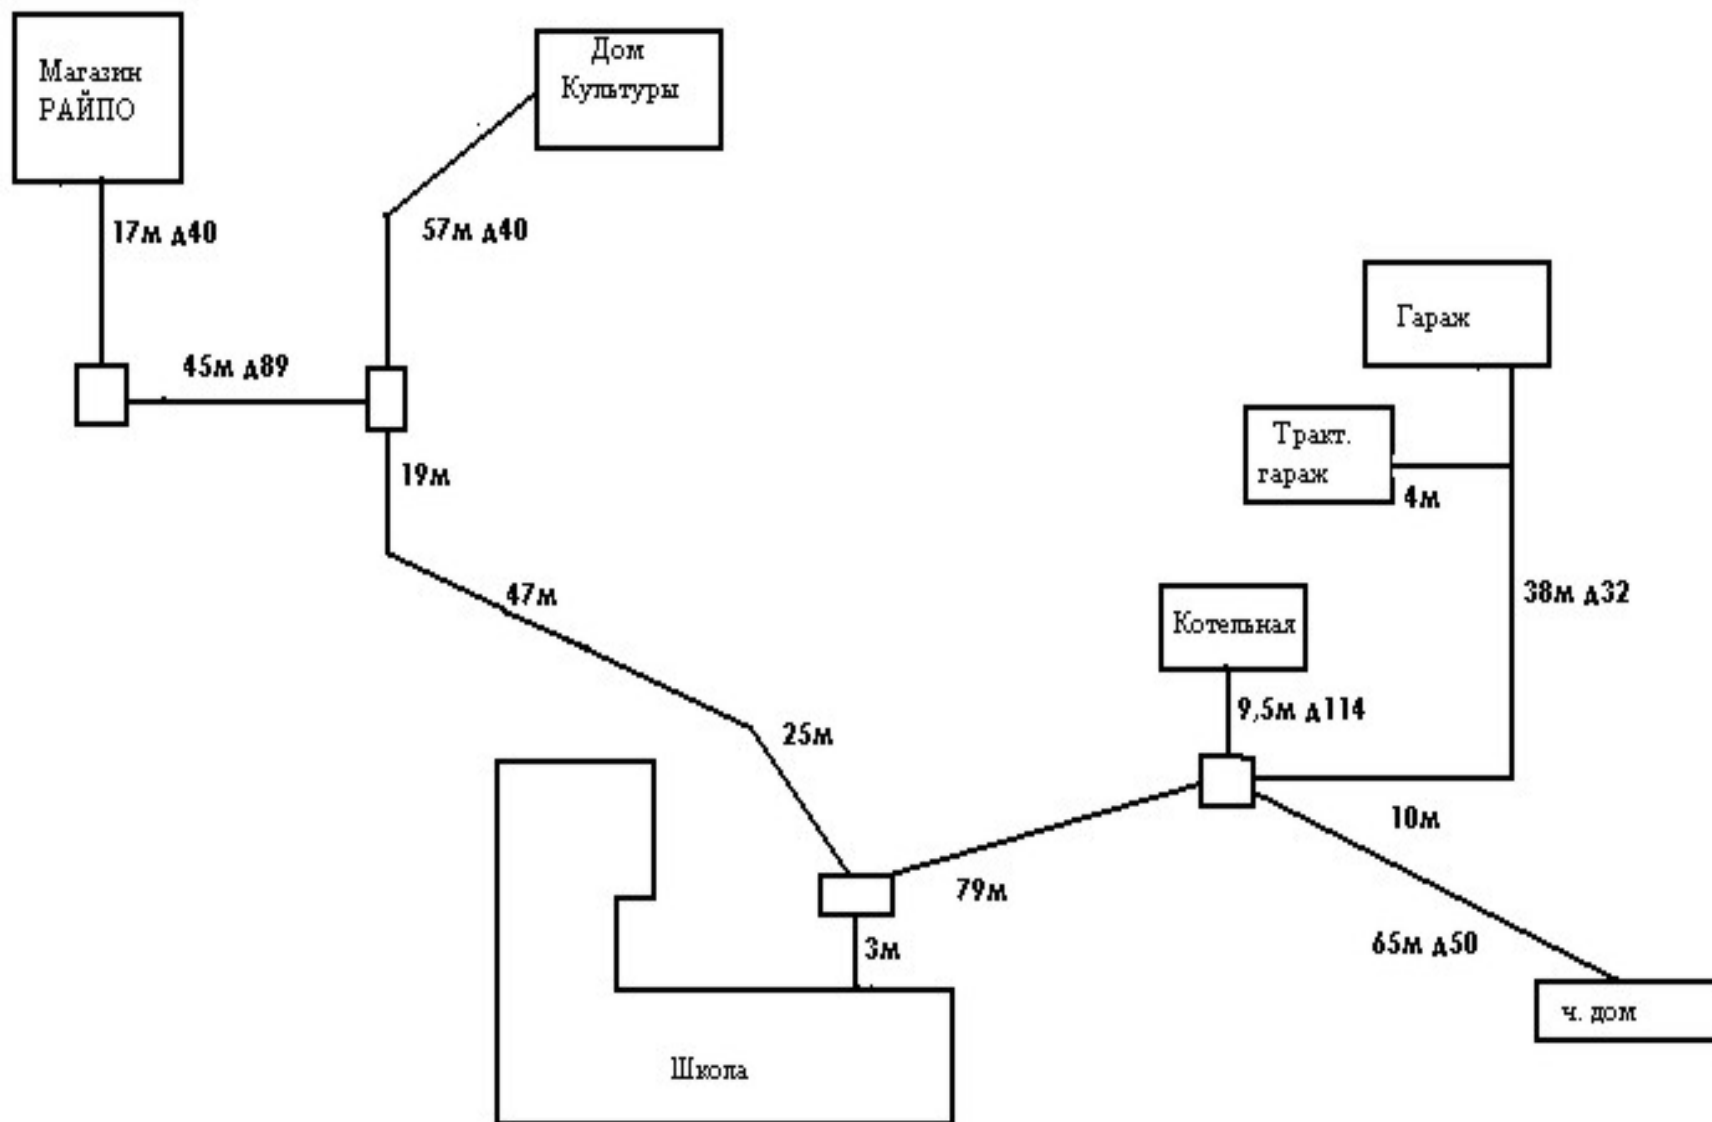 Магазин
РАЙПО
Дом
Культуры
17м д40
57м д40
45м д89
19м
47м
25м
Гараж
Тракт.
гараж
4м
38м д32
Котельная
9,5м д114
10м
79м
65м д50
3м
ч. дом
Школа